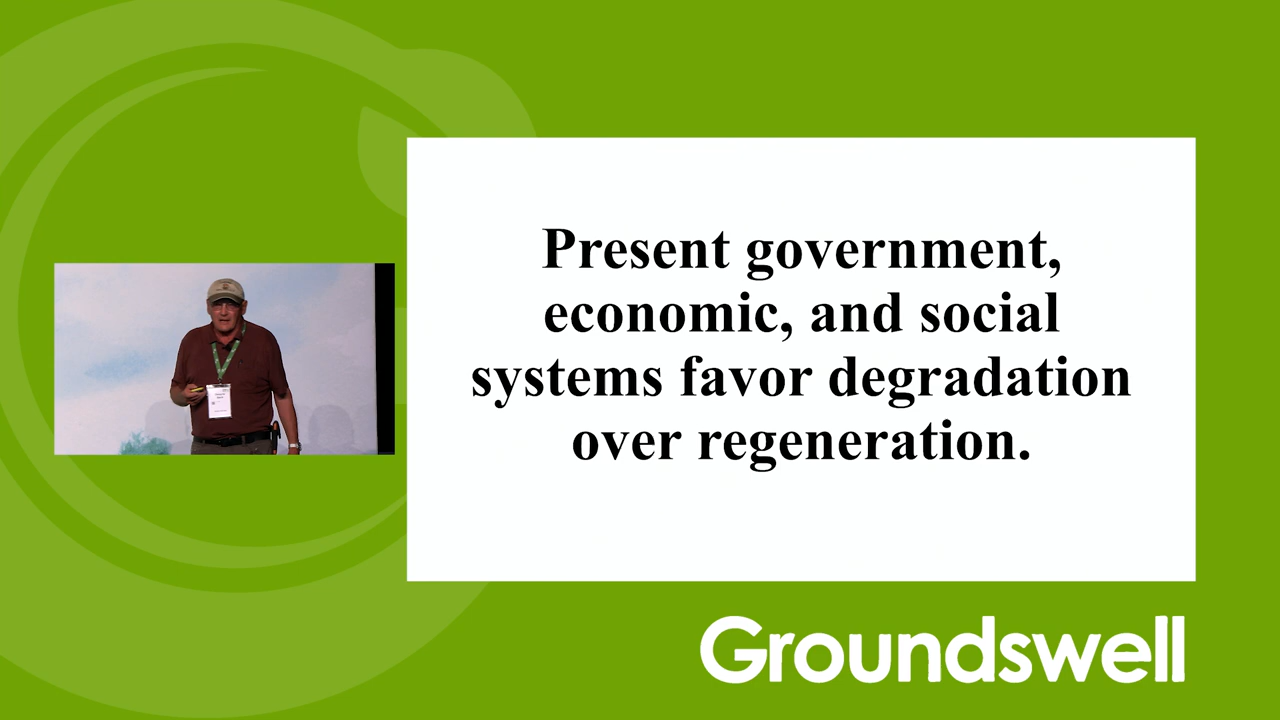 Present government,
economic, and social
systems favor degradation
over regeneration.
Groundswell